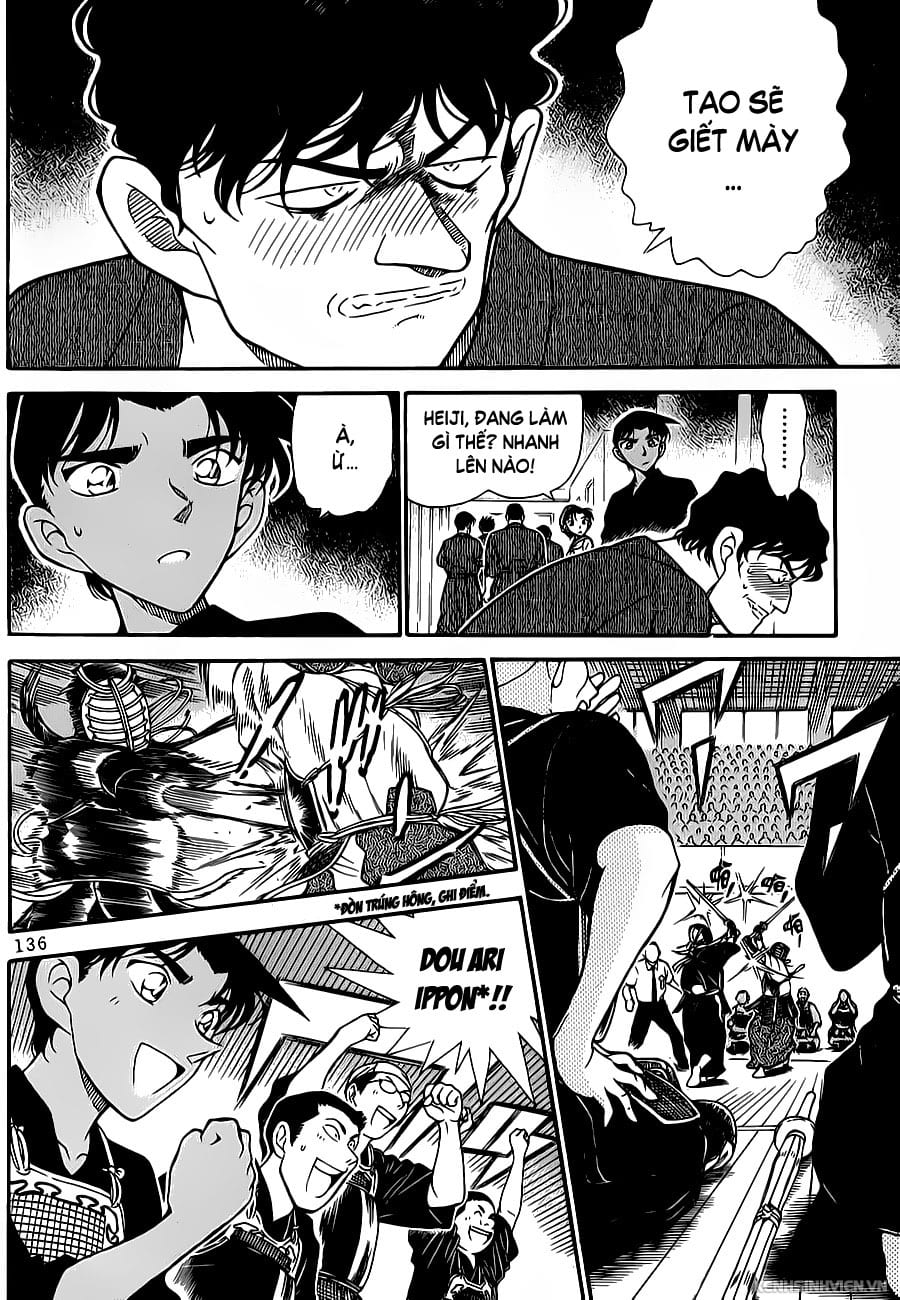 TAO SẼ
GIẾT MÀY
...
........
HEIJI, ĐANG LÀM
GÌ THẾ? NHANH
LÊN NÀO!
À,
Ừ...
*ĐÒN TRÚNG HÔNG, GHI ĐIỂM.
136
DOU ARI
IPPON*!!